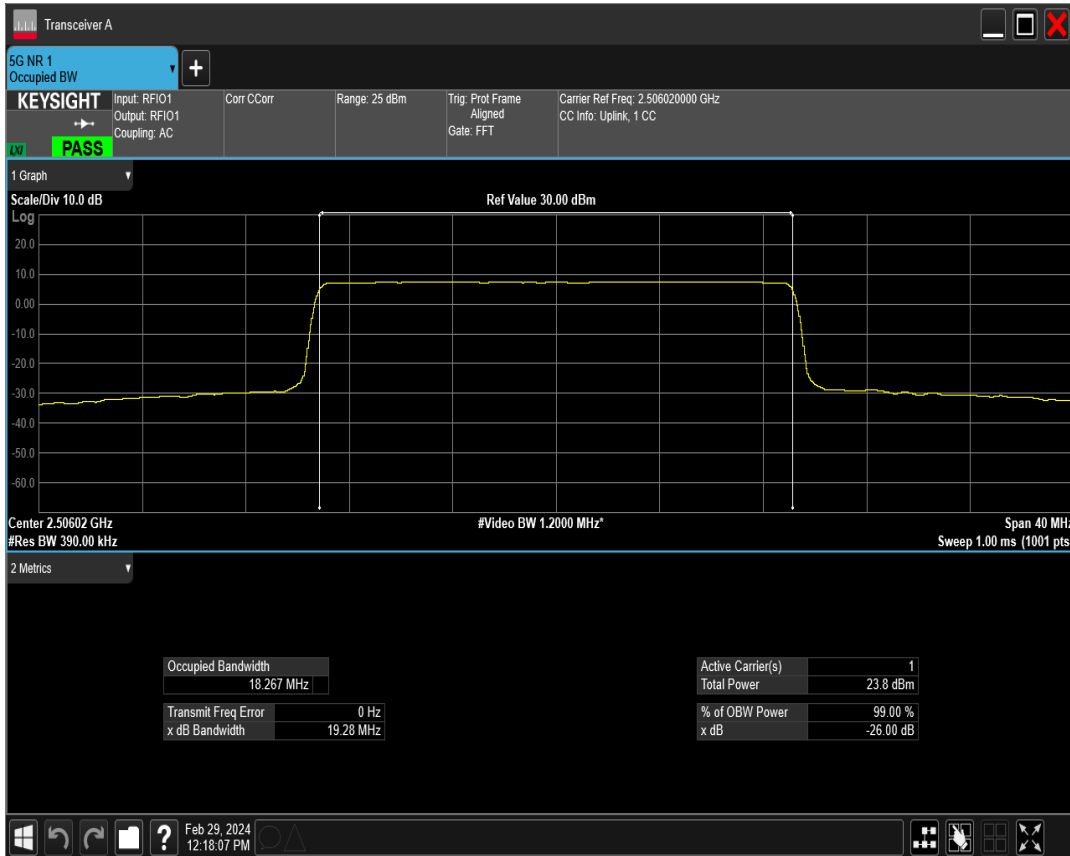 Transceiver A
5G NR 1
Occupied BW
+
KEYSIGHT
LXI
PASS
Input: RFIO1
Output: RFIO1
Coupling: AC
Corr CCorr
Range: 25 dBm
Trig: Prot Frame
Aligned
Gate: FFT
Carrier Ref Freq: 2.506020000 GHz
CC Info: Uplink, 1 CC
1 Graph
Scale/Div 10.0 dB
Ref Value 30.00 dBm
Log
20.0
10.0
0.00
-10.0
-20.0
-30.0
-40.0
-50.0
-60.0
Center 2.50602 GHz
#Video BW 1.2000 MHz*
Span 40 MHz
#Res BW 390.00 kHz
Sweep 1.00 ms (1001 pts
2 Metrics
Occupied Bandwidth
18.267 MHz
Transmit Freq Error 0 Hz
x dB Bandwidth 19.28 MHz
Active Carrier(s) 1
Total Power 23.8 dBm
% of OBW Power 99.00 %
x dB -26.00 dB
?
Feb 29, 2024
12:18:07 PM